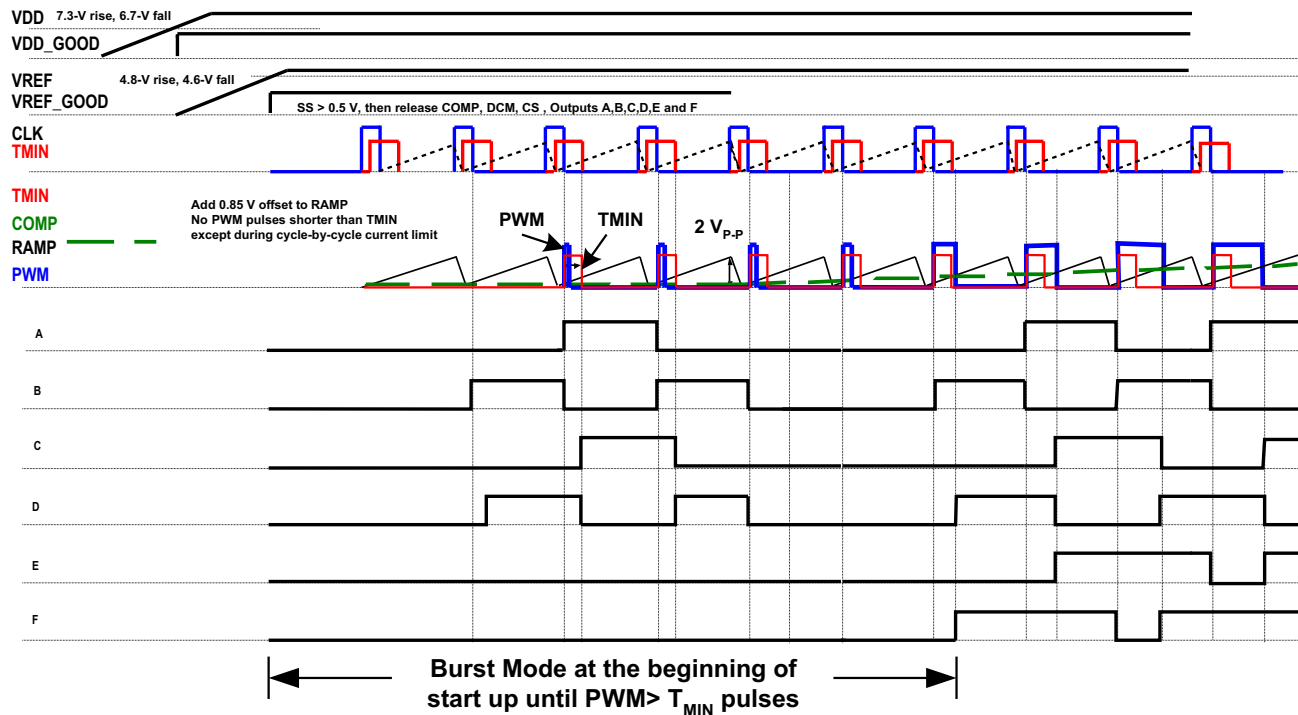 VDD 7.3-V rise, 6.7-V fall
VDD_GOOD
VREF 4.8-V rise, 4.6-V fall
VREF_GOOD
SS > 0.5 V, then release COMP, DCM, CS , Outputs A,B,C,D,E and F
CLK
TMIN
TMIN
COMP
RAMP
PWM
Add 0.85 V offset to RAMP
No PWM pulses shorter than TMIN
except during cycle-by-cycle current limit
PWM
TMIN
2 VP-P
A
B
C
D
E
F
Burst Mode at the beginning of
start up until PWM> TMIN pulses